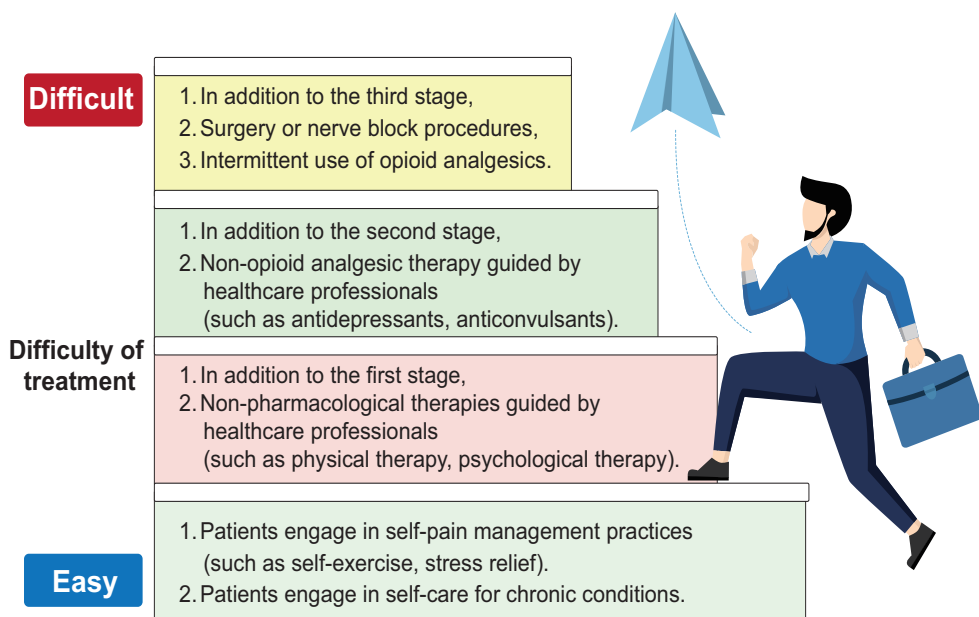 Difficult
1. In addition to the third stage,
2. Surgery or nerve block procedures,
3. Intermittent use of opioid analgesics.
1. In addition to the second stage,
2. Non-opioid analgesic therapy guided by
healthcare professionals
(such as antidepressants, anticonvulsants).
Difficulty of
treatment
1. In addition to the first stage,
2. Non-pharmacological therapies guided by
healthcare professionals
(such as physical therapy, psychological therapy).
1. Patients engage in self-pain management practices
(such as self-exercise, stress relief).
2. Patients engage in self-care for chronic conditions.
Easy